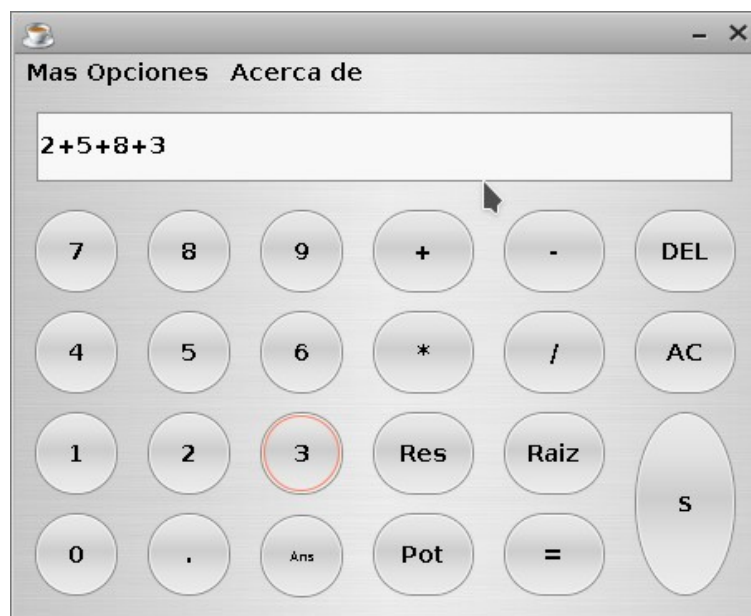 Mas Opciones Acerca de
2+5+8+3
7 8 9 + - DEL
4 5 6 * / AC
1 2 3 Res Raiz
S
0 . Ans Pot =